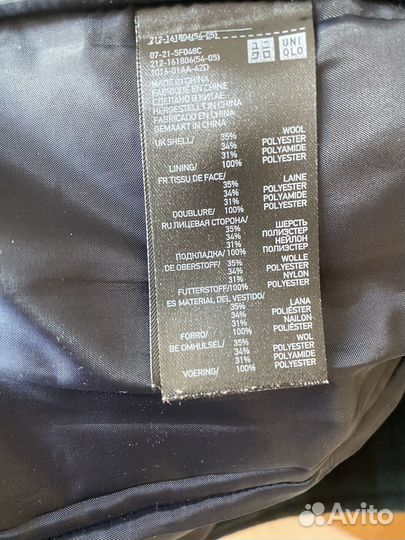 212-161806(54-05)
07-21-5F048C
212-161806(54-05)
1016-01AA-42D
UNI
QLO
MADE IN CHINA
FABRIQUÉ EN CHINE
СДЕЛАНО В КИТАЕ
HERGESTELLT IN CHINA
FABRICADO EN CHINA
GEMAAKT IN CHINA
UK SHELL/ 35% WOOL
34% POLYESTER
31% POLYAMIDE
LINING/ 100% POLYESTER
FR TISSU DE FACE/
35% LAINE
34% POLYESTER
31% POLYAMIDE
DOUBLURE/ 100% POLYESTER
RU ЛИЦЕВАЯ СТОРОНА/
35% ШЕРСТЬ
34% ПОЛИЭСТЕР
31% НЕЙЛОН
ПОДКЛАДКА/ 100% ПОЛИЭСТЕР
DE OBERSTOFF/ 35% WOLLE
34% POLYESTER
31% NYLON
FUTTERSTOFF/ 100% POLYESTER
ES MATERIAL DEL VESTIDO/
35% LANA
34% POLIÉSTER
31% NAILON
FORRO/ 100% POLIÉSTER
BE OMHULSEL/ 35% WOL
34% POLYESTER
31% POLYAMIDE
VOERING/ 100% POLYESTER
Avito